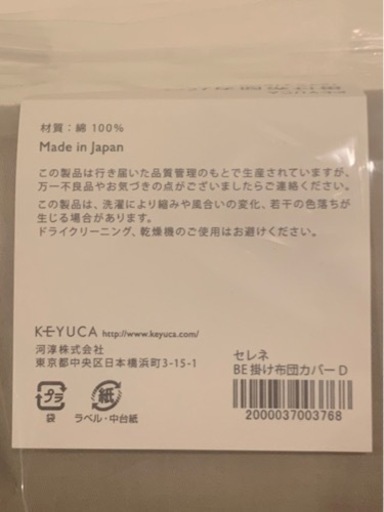 材質：綿 100%
Made in Japan
この製品は行き届いた品質管理のもとで生産されていますが、
万一不良品やお気づきの点がございましたらご連絡ください。
この製品は、洗濯により縮みや風合いの変化、若干の色落ちが
生じる場合があります。
ドライクリーニング、乾燥機のご使用はお避けください。
KEYUCA http://www.keyuca.com/
河淳株式会社
東京都中央区日本橋浜町3-15-1
プラ
袋
紙
ラベル・中台紙
セレネ
BE掛け布団カバー D
2000037003768